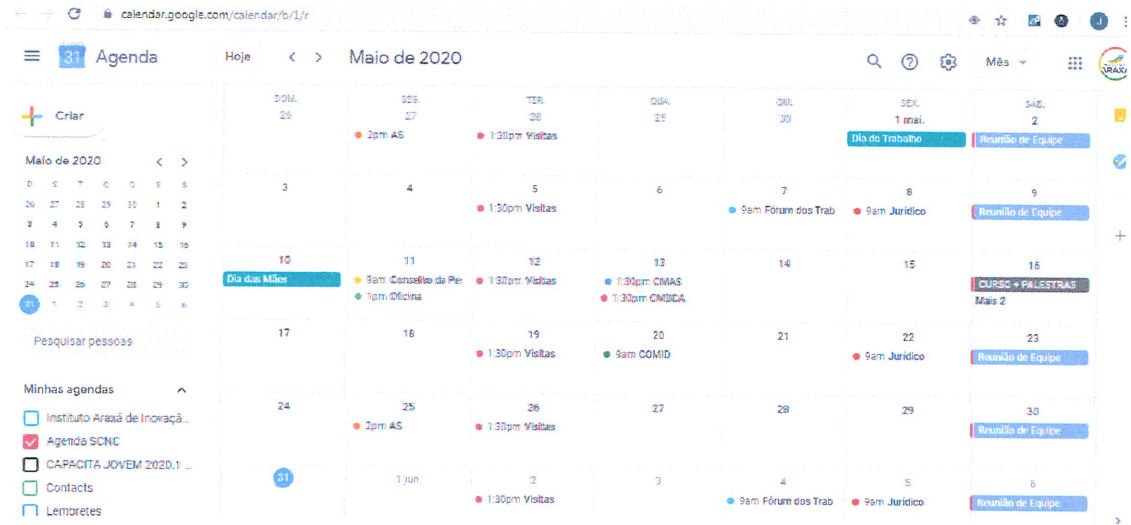 calendar.google.com/calendar/b/1/r
J
31 Agenda
Hoje
Maio de 2020
Mês
ARAXÁ
Criar
Maio de 2020
D S T Q Q S S
26 27 28 29 30 1 2
3 4 5 6 7 8 9
10 11 12 13 14 15 16
17 18 19 20 21 22 23
24 25 26 27 28 29 30
31 1 2 3 4 5 6
Pesquisar pessoas
Minhas agendas
Instituto Araxá de Inovaçã...
Agenda SCNC
CAPACITA JOVEM 2020.1 ...
Contacts
Lembretes
DOM. SEG. TER. QUA. QUI. SEX. SÁB.
26 27 28 29 30 1 mai. 2
2pm AS
1:30pm Visitas
Dia do Trabalho
Reunião de Equipe
3 4 5 6 7 8 9
1:30pm Visitas
9am Fórum dos Trab
9am Jurídico
Reunião de Equipe
10 11 12 13 14 15 16
Dia das Mães
9am Conselho da Pe
1:30pm Visitas
1:30pm CMAS
CURSO + PALESTRAS
1pm Oficina
1:30pm CMDCA
Mais 2
17 18 19 20 21 22 23
1:30pm Visitas
9am COMID
9am Jurídico
Reunião de Equipe
24 25 26 27 28 29 30
2pm AS
1:30pm Visitas
Reunião de Equipe
31 1 jun. 2 3 4 5 6
1:30pm Visitas
9am Fórum dos Trab
9am Jurídico
Reunião de Equipe